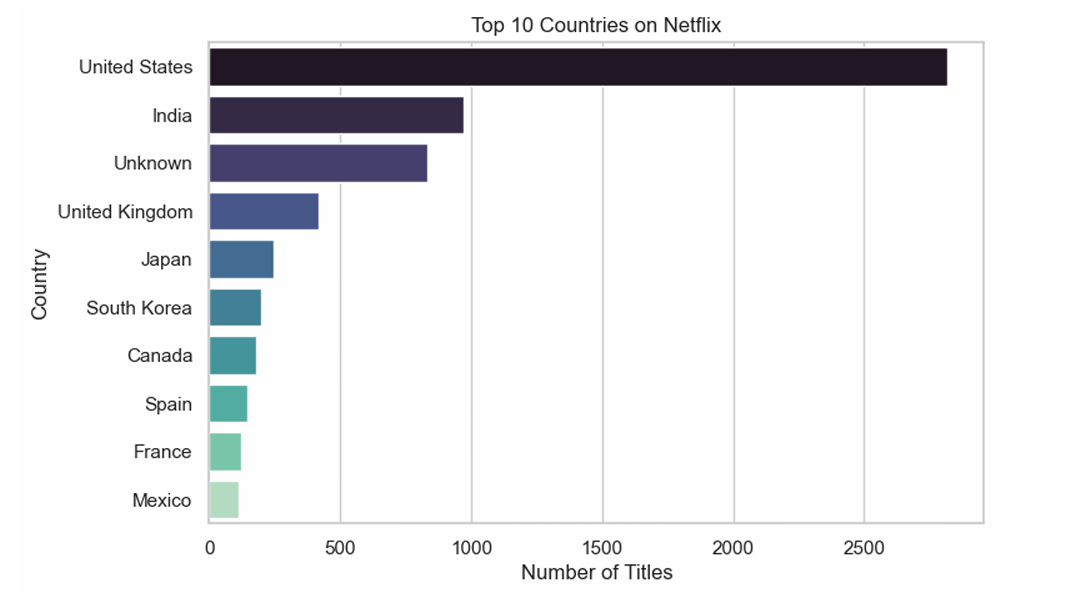 Top 10 Countries on Netflix
United States
India
Unknown
United Kingdom
Japan
South Korea
Canada
Spain
France
Mexico
Country
0 500 1000 1500 2000 2500
Number of Titles